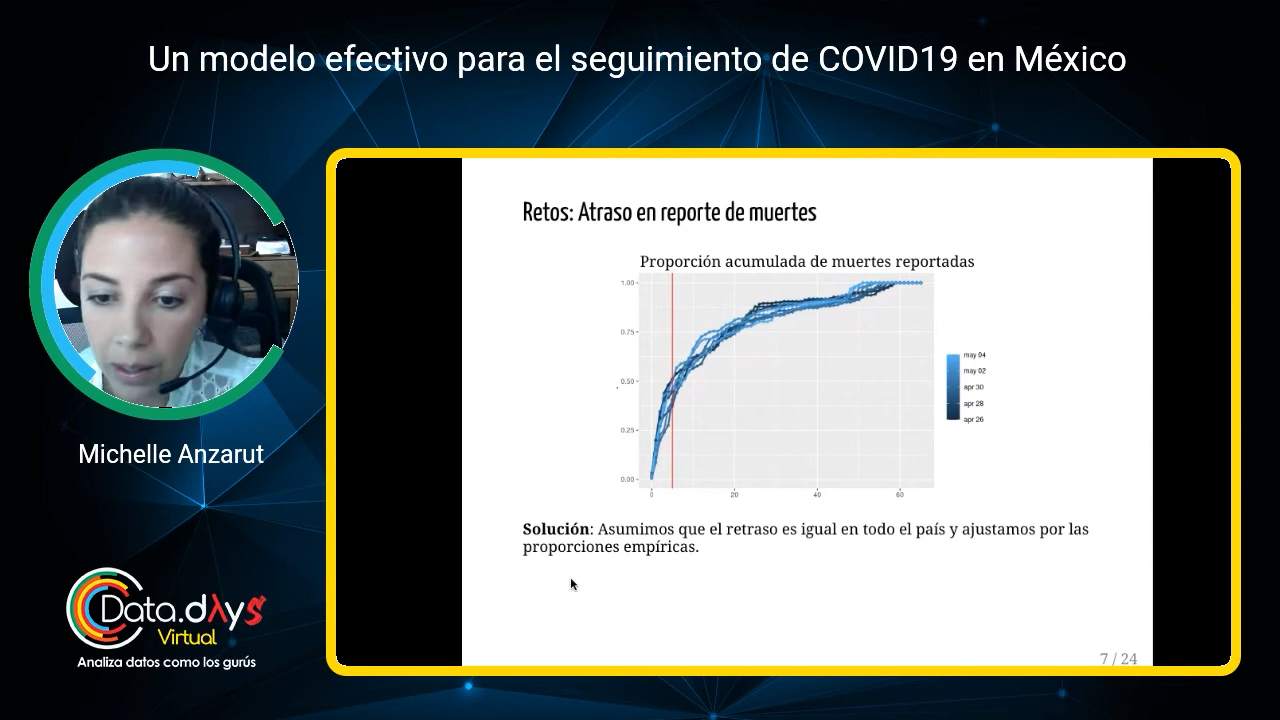 Un modelo efectivo para el seguimiento de COVID19 en México
Michelle Anzarut
Data.dAys
Virtual
Analiza datos como los gurús
Retos: Atraso en reporte de muertes
Proporción acumulada de muertes reportadas
1.00
0.75
0.50
0.25
0.00
0 20 40 60
may 04
may 02
apr 30
apr 28
apr 26
Solución: Asumimos que el retraso es igual en todo el país y ajustamos por las
proporciones empíricas.
7 / 24